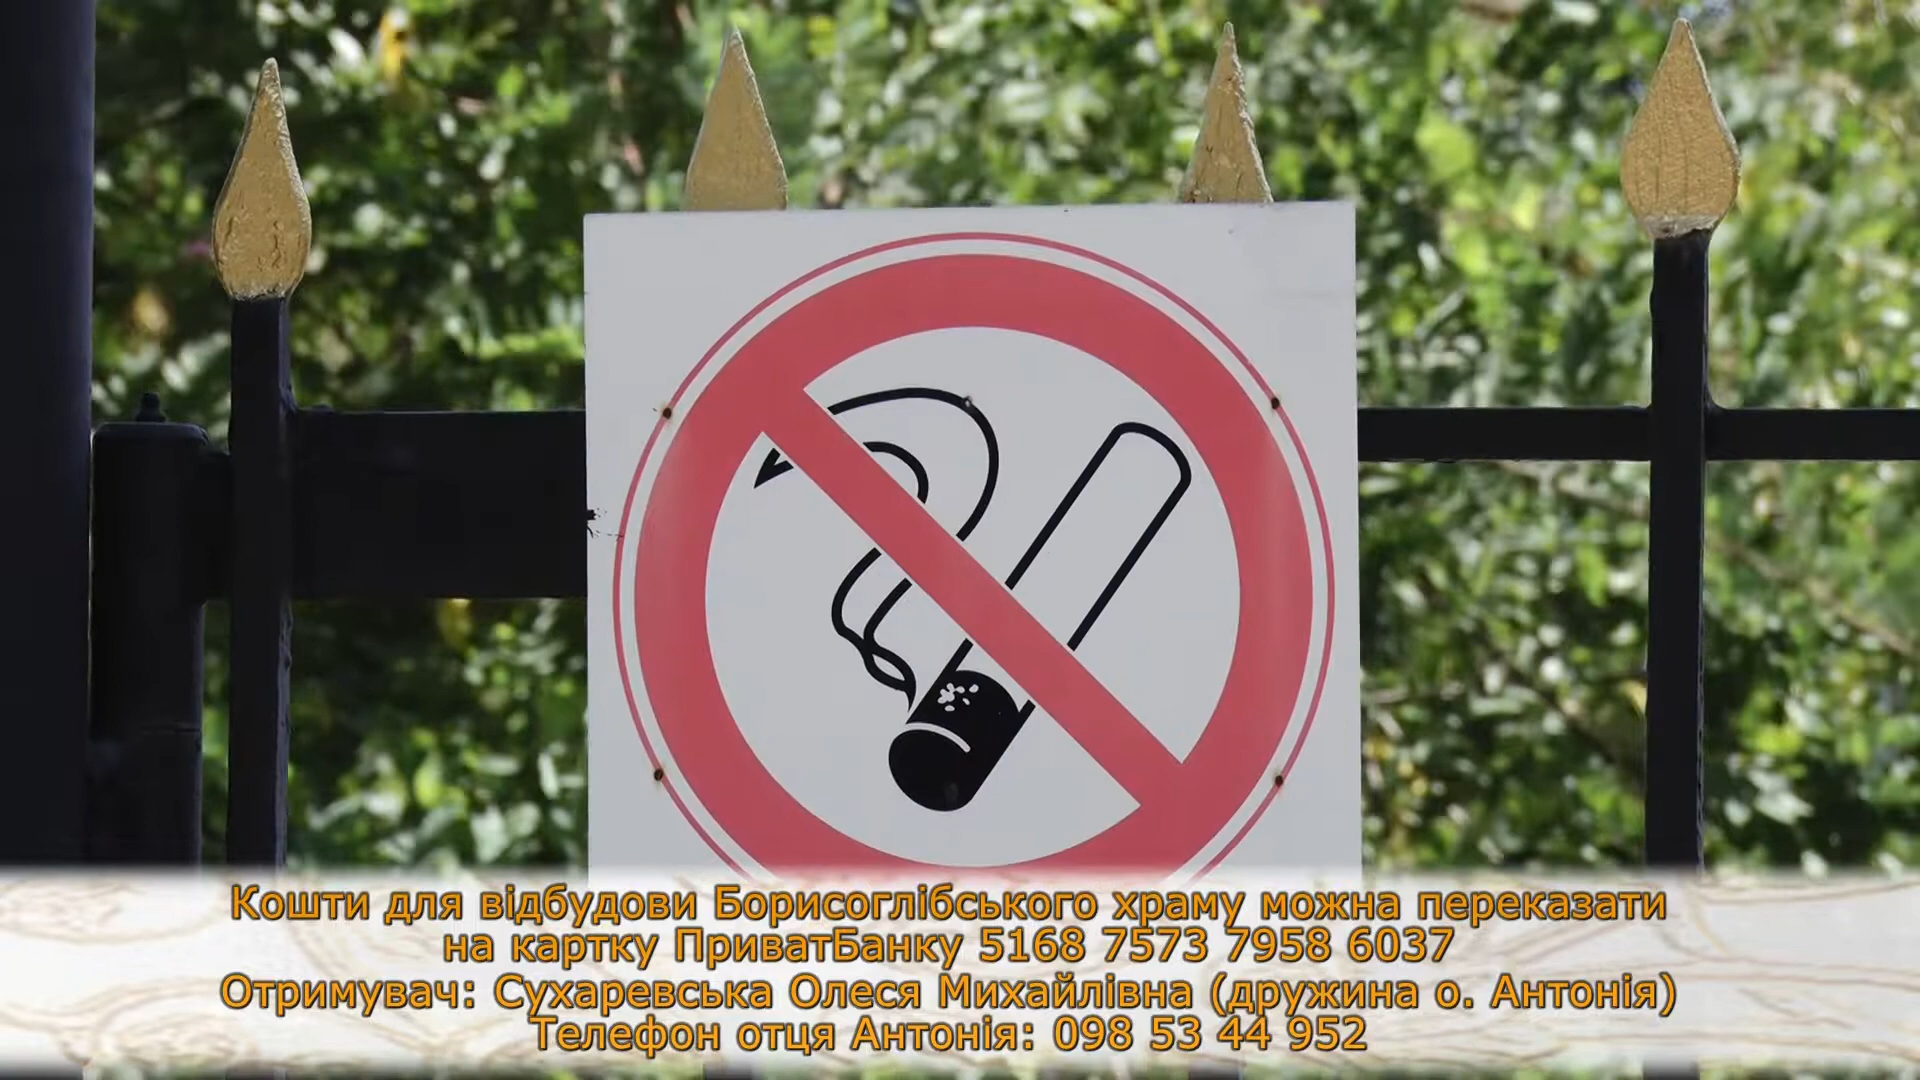 Кошти для відбудови Борисоглібського храму можна переказати
на картку ПриватБанку 5168 7573 7958 6037
Отримувач: Сухаревська Олеся Михайлівна (дружина о. Антонія)
Телефон отця Антонія: 098 53 44 952